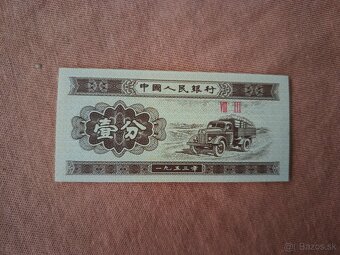 中國人民銀行
壹分
一九五三年
bazos.sk